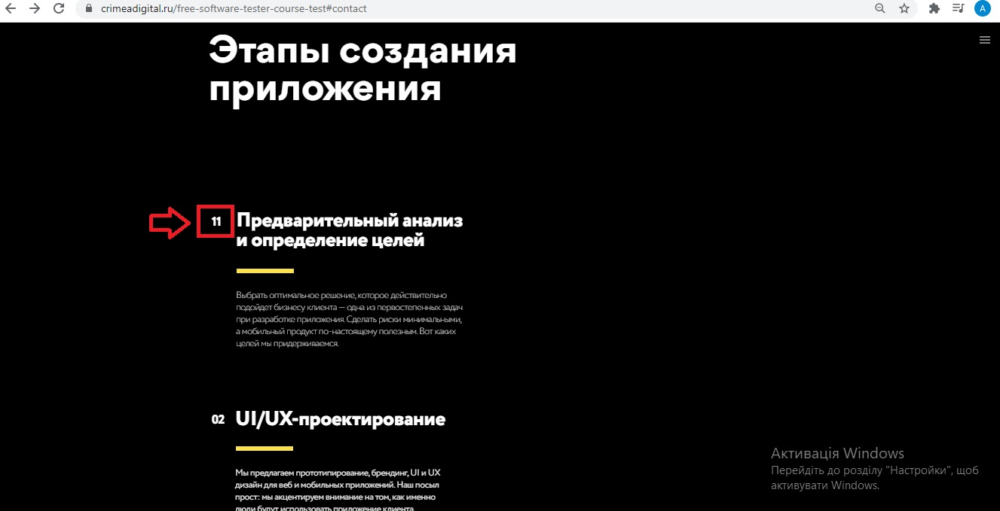 crimeadigital.ru/free-software-tester-course-test#contact
A
Этапы создания
приложения
11
Предварительный анализ
и определение целей
Выбрать оптимальное решение, которое действительно
подойдет бизнесу клиента — одна из первостепенных задач
при разработке приложения. Сделать риски минимальными,
а мобильный продукт по-настоящему полезным. Вот каких
целей мы придерживаемся.
02 UI/UX-проектирование
Мы предлагаем прототипирование, брендинг, UI и UX
дизайн для веб и мобильных приложений. Наш посыл
прост: мы акцентируем внимание на том, как именно
люди будут использовать приложение клиента.
Активація Windows
Перейдіть до розділу "Настройки", щоб
активувати Windows.